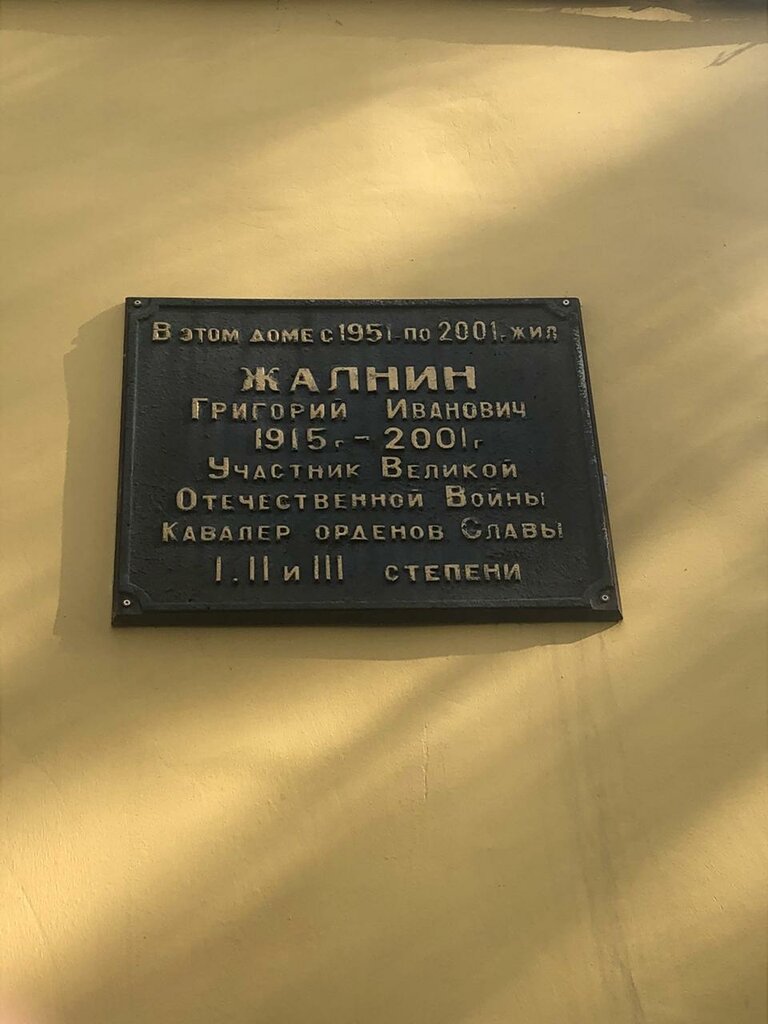 В этом доме с 1951 по 2001г. жил
ЖАЛНИН
Григорий Иванович
1915г. - 2001г
Участник Великой
Отечественной Войны
Кавалер орденов Славы
I. II и III степени